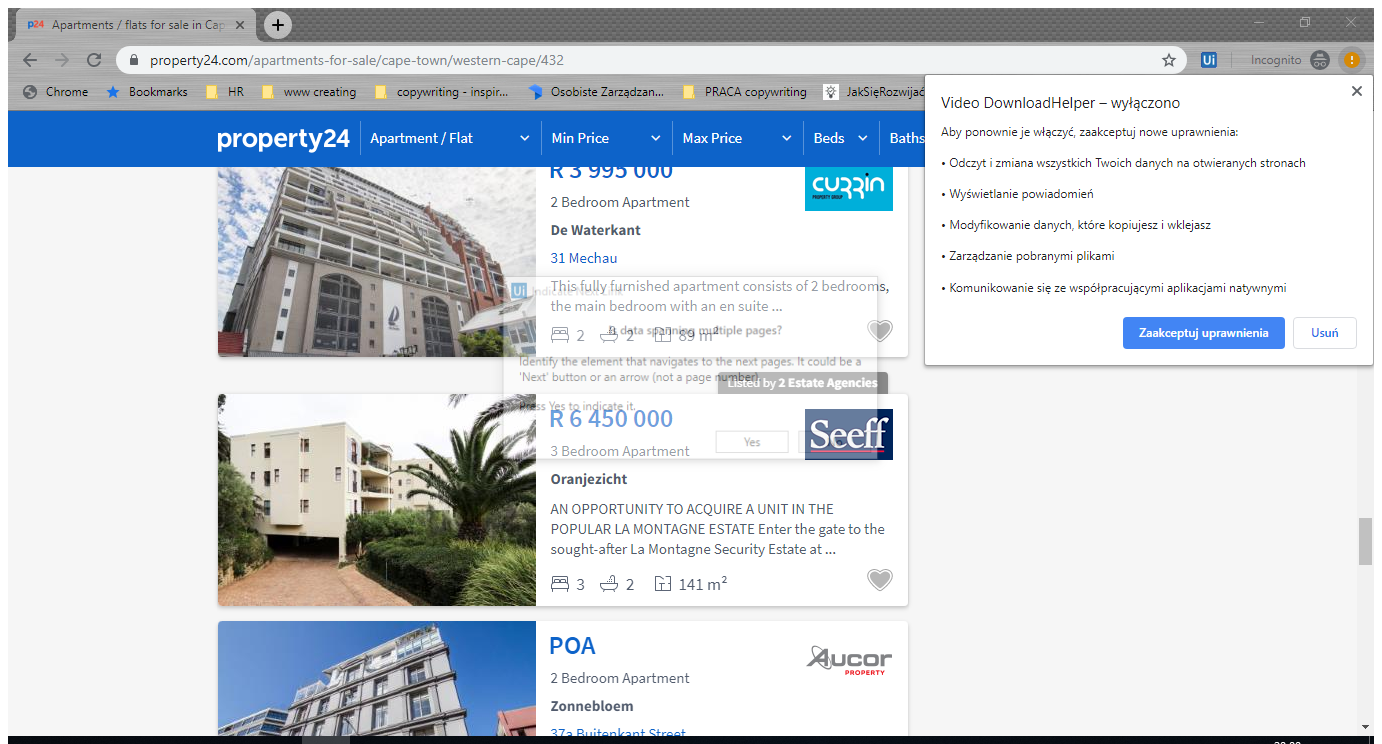 p24 Apartments / flats for sale in Cap
property24.com/apartments-for-sale/cape-town/western-cape/432
Ui
Incognito
Chrome
Bookmarks
HR
www creating
copywriting - inspir...
Osobiste Zarządzan...
PRACA copywriting
JakSięRozwijać
property24
Apartment / Flat
Min Price
Max Price
Beds
Baths
Video DownloadHelper – wyłączono
Aby ponownie je włączyć, zaakceptuj nowe uprawnienia:
• Odczyt i zmiana wszystkich Twoich danych na otwieranych stronach
• Wyświetlanie powiadomień
• Modyfikowanie danych, które kopiujesz i wklejasz
• Zarządzanie pobranymi plikami
• Komunikowanie się ze współpracującymi aplikacjami natywnymi
Zaakceptuj uprawnienia
Usuń
R 3 995 000
CURRIN
PROPERTY GROUP
2 Bedroom Apartment
De Waterkant
31 Mechau
This fully furnished apartment consists of 2 bedrooms,
the main bedroom with an en suite ...
2 2 89 m²
Ui Indicate Next Link
Is data spanning multiple pages?
Identify the element that navigates to the next pages. It could be a
'Next' button or an arrow (not a page number)
Press Yes to indicate it.
Yes
Listed by 2 Estate Agencies
R 6 450 000
Seeff
3 Bedroom Apartment
Oranjezicht
AN OPPORTUNITY TO ACQUIRE A UNIT IN THE
POPULAR LA MONTAGNE ESTATE Enter the gate to the
sought-after La Montagne Security Estate at ...
3 2 141 m²
POA
Aucor
PROPERTY
2 Bedroom Apartment
Zonnebloem
37a Buitenkant Street